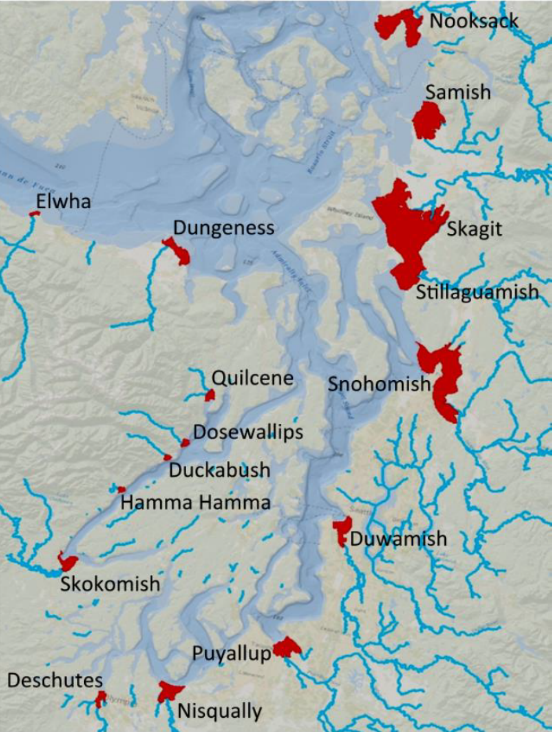 Nooksack
Samish
Elwha
Dungeness
Skagit
Stillaguamish
Quilcene
Snohomish
Dosewallips
Duckabush
Hamma Hamma
Duwamish
Skokomish
Puyallup
Deschutes
Nisqually